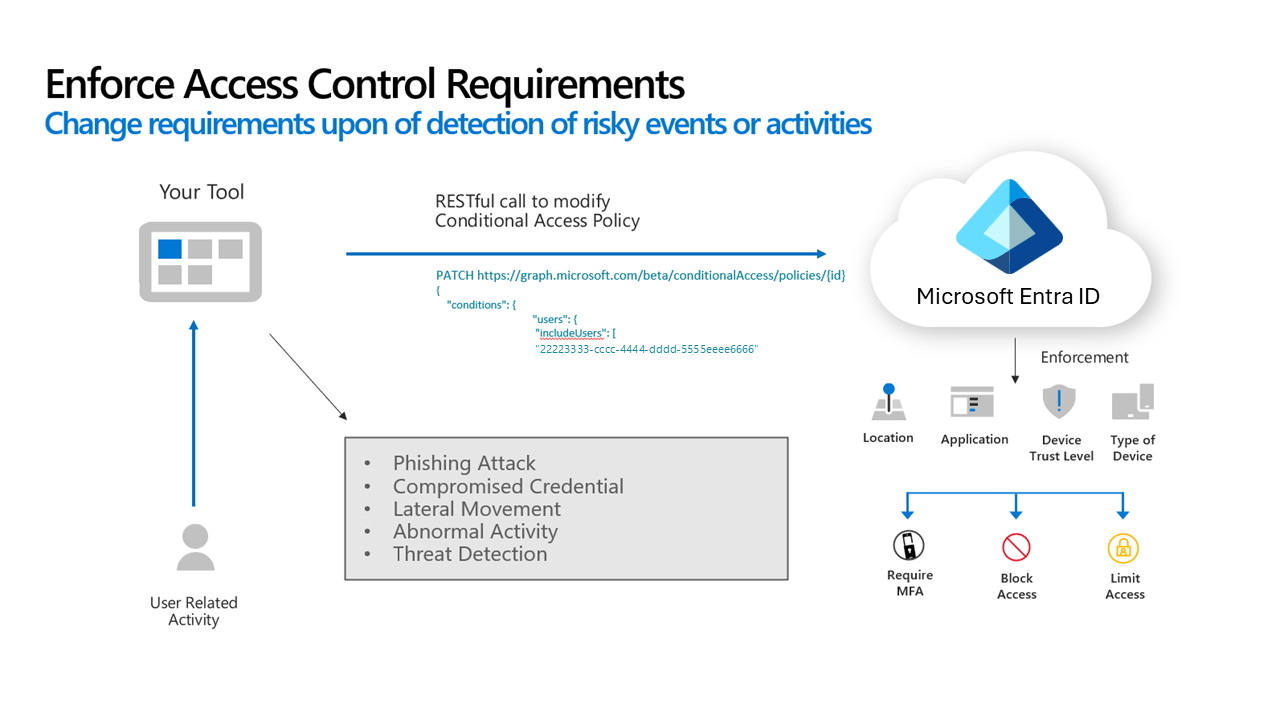 Enforce Access Control Requirements
Change requirements upon of detection of risky events or activities
Your Tool
RESTful call to modify
Conditional Access Policy
PATCH https://graph.microsoft.com/beta/conditionalAccess/policies/{id}
{
"conditions": {
"users": {
"includeUsers": [
"22223333-cccc-4444-dddd-5555eeee6666"
Microsoft Entra ID
Enforcement
Location
Application
Device
Trust Level
Type of
Device
• Phishing Attack
• Compromised Credential
• Lateral Movement
• Abnormal Activity
• Threat Detection
Require
MFA
Block
Access
Limit
Access
User Related
Activity